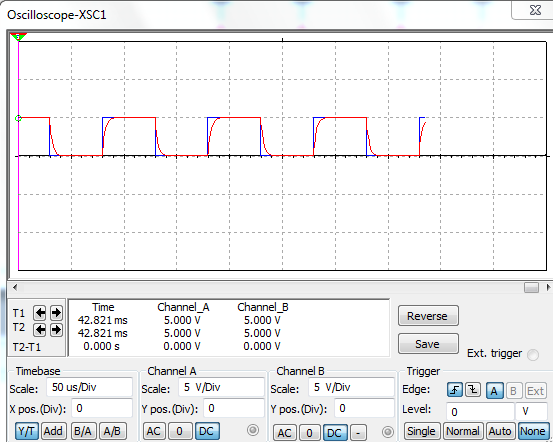 Oscilloscope-XSC1
T1
T2
T2-T1
Time Channel_A Channel_B
42.821 ms 5.000 V 5.000 V
42.821 ms 5.000 V 5.000 V
0.000 s 0.000 V 0.000 V
Reverse
Save
Ext. trigger
Timebase
Scale: 50 us/Div
X pos.(Div): 0
Y/T Add B/A A/B
Channel A
Scale: 5 V/Div
Y pos.(Div): 0
AC 0 DC
Channel B
Scale: 5 V/Div
Y pos.(Div): 0
AC 0 DC -
Trigger
Edge: A B Ext
Level: 0 V
Single Normal Auto None